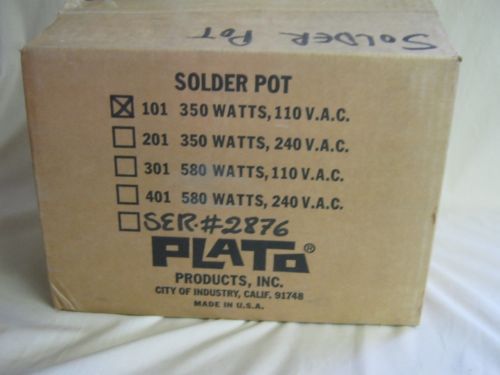 SOLDER POT
SOLDER POT
101 350 WATTS, 110 V.A.C.
201 350 WATTS, 240 V.A.C.
301 580 WATTS, 110 V.A.C.
401 580 WATTS, 240 V.A.C.
SER.#2876
PLATO®
PRODUCTS, INC.
CITY OF INDUSTRY, CALIF. 91748
MADE IN U.S.A.